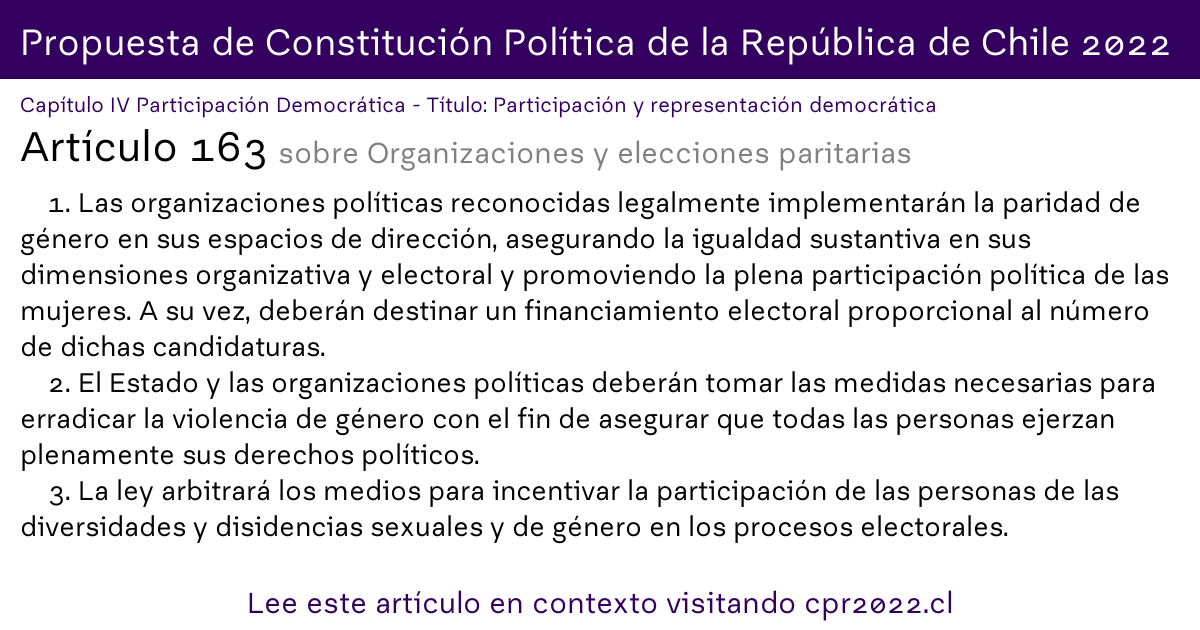 Propuesta de Constitución Política de la República de Chile 2022
Capítulo IV Participación Democrática - Título: Participación y representación democrática
Artículo 163 sobre Organizaciones y elecciones paritarias
1. Las organizaciones políticas reconocidas legalmente implementarán la paridad de
género en sus espacios de dirección, asegurando la igualdad sustantiva en sus
dimensiones organizativa y electoral y promoviendo la plena participación política de las
mujeres. A su vez, deberán destinar un financiamiento electoral proporcional al número
de dichas candidaturas.
2. El Estado y las organizaciones políticas deberán tomar las medidas necesarias para
erradicar la violencia de género con el fin de asegurar que todas las personas ejerzan
plenamente sus derechos políticos.
3. La ley arbitrará los medios para incentivar la participación de las personas de las
diversidades y disidencias sexuales y de género en los procesos electorales.
Lee este artículo en contexto visitando cpr2022.cl